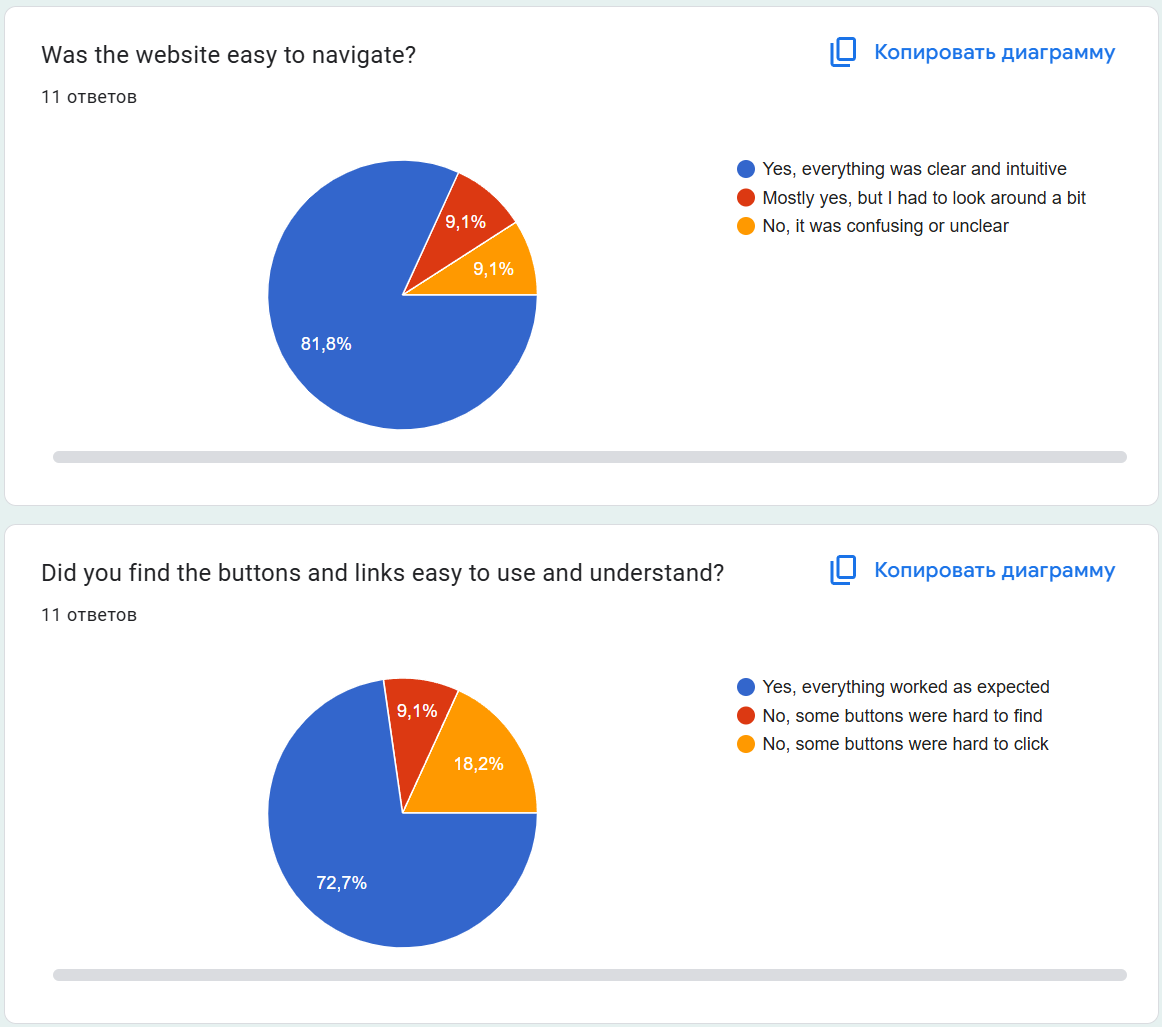 Was the website easy to navigate?
Копировать диаграмму
11 ответов
Yes, everything was clear and intuitive
Mostly yes, but I had to look around a bit
No, it was confusing or unclear
9,1%
9,1%
81,8%
Did you find the buttons and links easy to use and understand?
Копировать диаграмму
11 ответов
Yes, everything worked as expected
No, some buttons were hard to find
No, some buttons were hard to click
9,1%
18,2%
72,7%